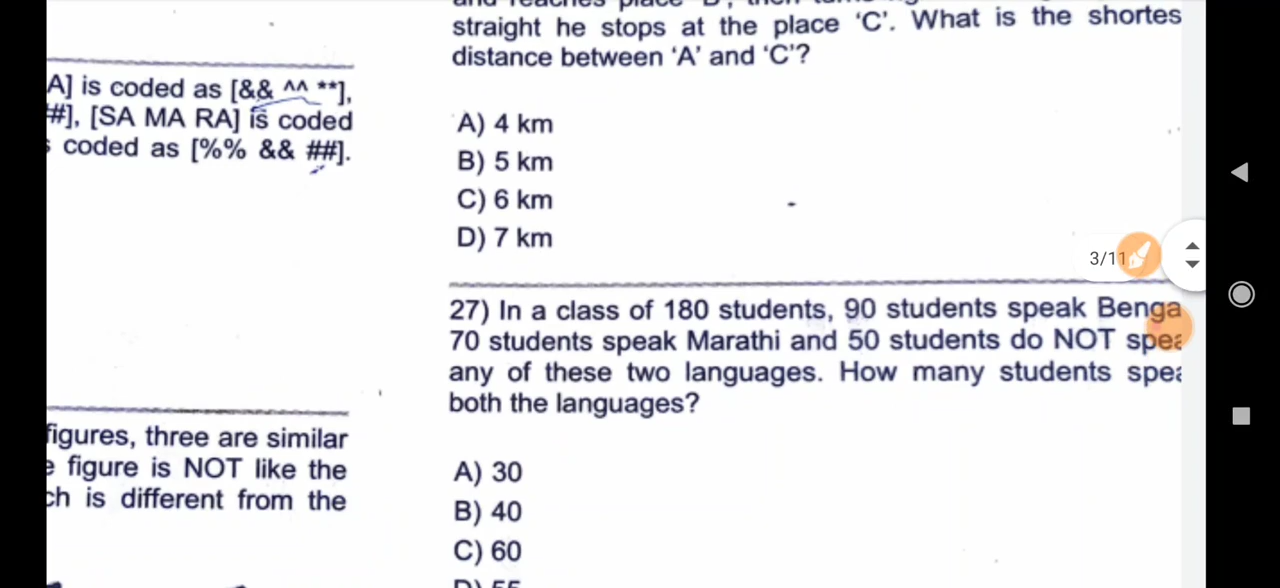 A] is coded as [&& ^^ **],
#], [SA MA RA] is coded
coded as [%% && ##].
figures, three are similar
figure is NOT like the
is different from the
straight he stops at the place 'C'. What is the shortes
distance between 'A' and 'C'?
A) 4 km
B) 5 km
C) 6 km
D) 7 km
3/11
27) In a class of 180 students, 90 students speak Benga
70 students speak Marathi and 50 students do NOT spea
any of these two languages. How many students spea
both the languages?
A) 30
B) 40
C) 60